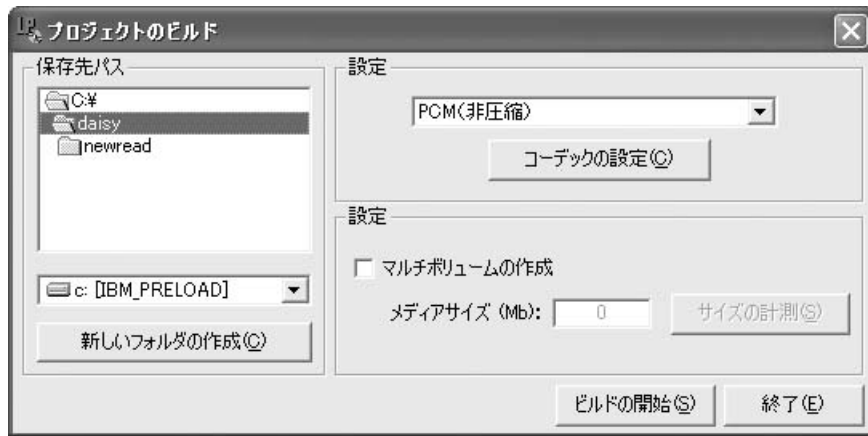 プロジェクトのビルド
保存先パス
C:¥
daisy
newread
c: [IBM_PRELOAD]
新しいフォルダの作成(C)
設定
PCM(非圧縮)
コーデックの設定(C)
設定
マルチボリュームの作成
メディアサイズ (Mb): 0 サイズの計測(S)
ビルドの開始(S) 終了(E)